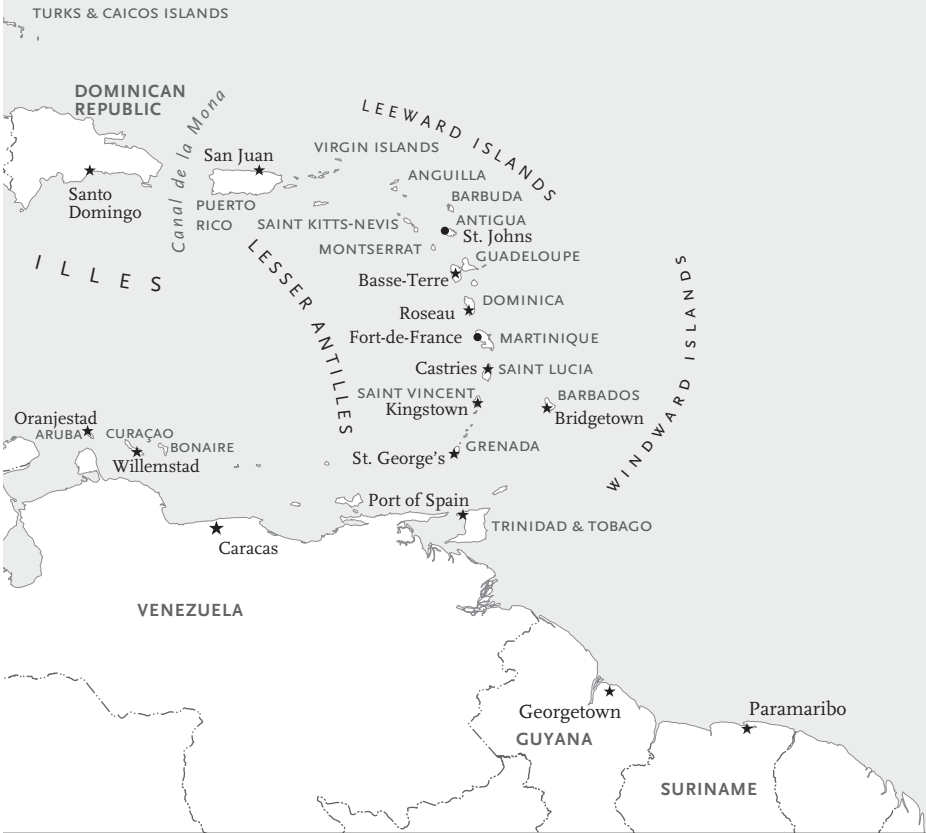 TURKS & CAICOS ISLANDS
DOMINICAN
REPUBLIC
Canal de la Mona
LEEWARD ISLANDS
VIRGIN ISLANDS
San Juan
ANGUILLA
Santo
Domingo
PUERTO
RICO
BARBUDA
SAINT KITTS-NEVIS
ANTIGUA
St. Johns
MONTSERRAT
GUADELOUPE
ILLES
LESSER ANTILLES
Basse-Terre
WINDWARD ISLANDS
DOMINICA
Roseau
Fort-de-France
MARTINIQUE
Castries
SAINT LUCIA
SAINT VINCENT
Kingstown
BARBADOS
Bridgetown
Oranjestad
ARUBA
CURAÇAO
BONAIRE
Willemstad
GRENADA
St. George's
Port of Spain
TRINIDAD & TOBAGO
Caracas
VENEZUELA
Georgetown
GUYANA
Paramaribo
SURINAME